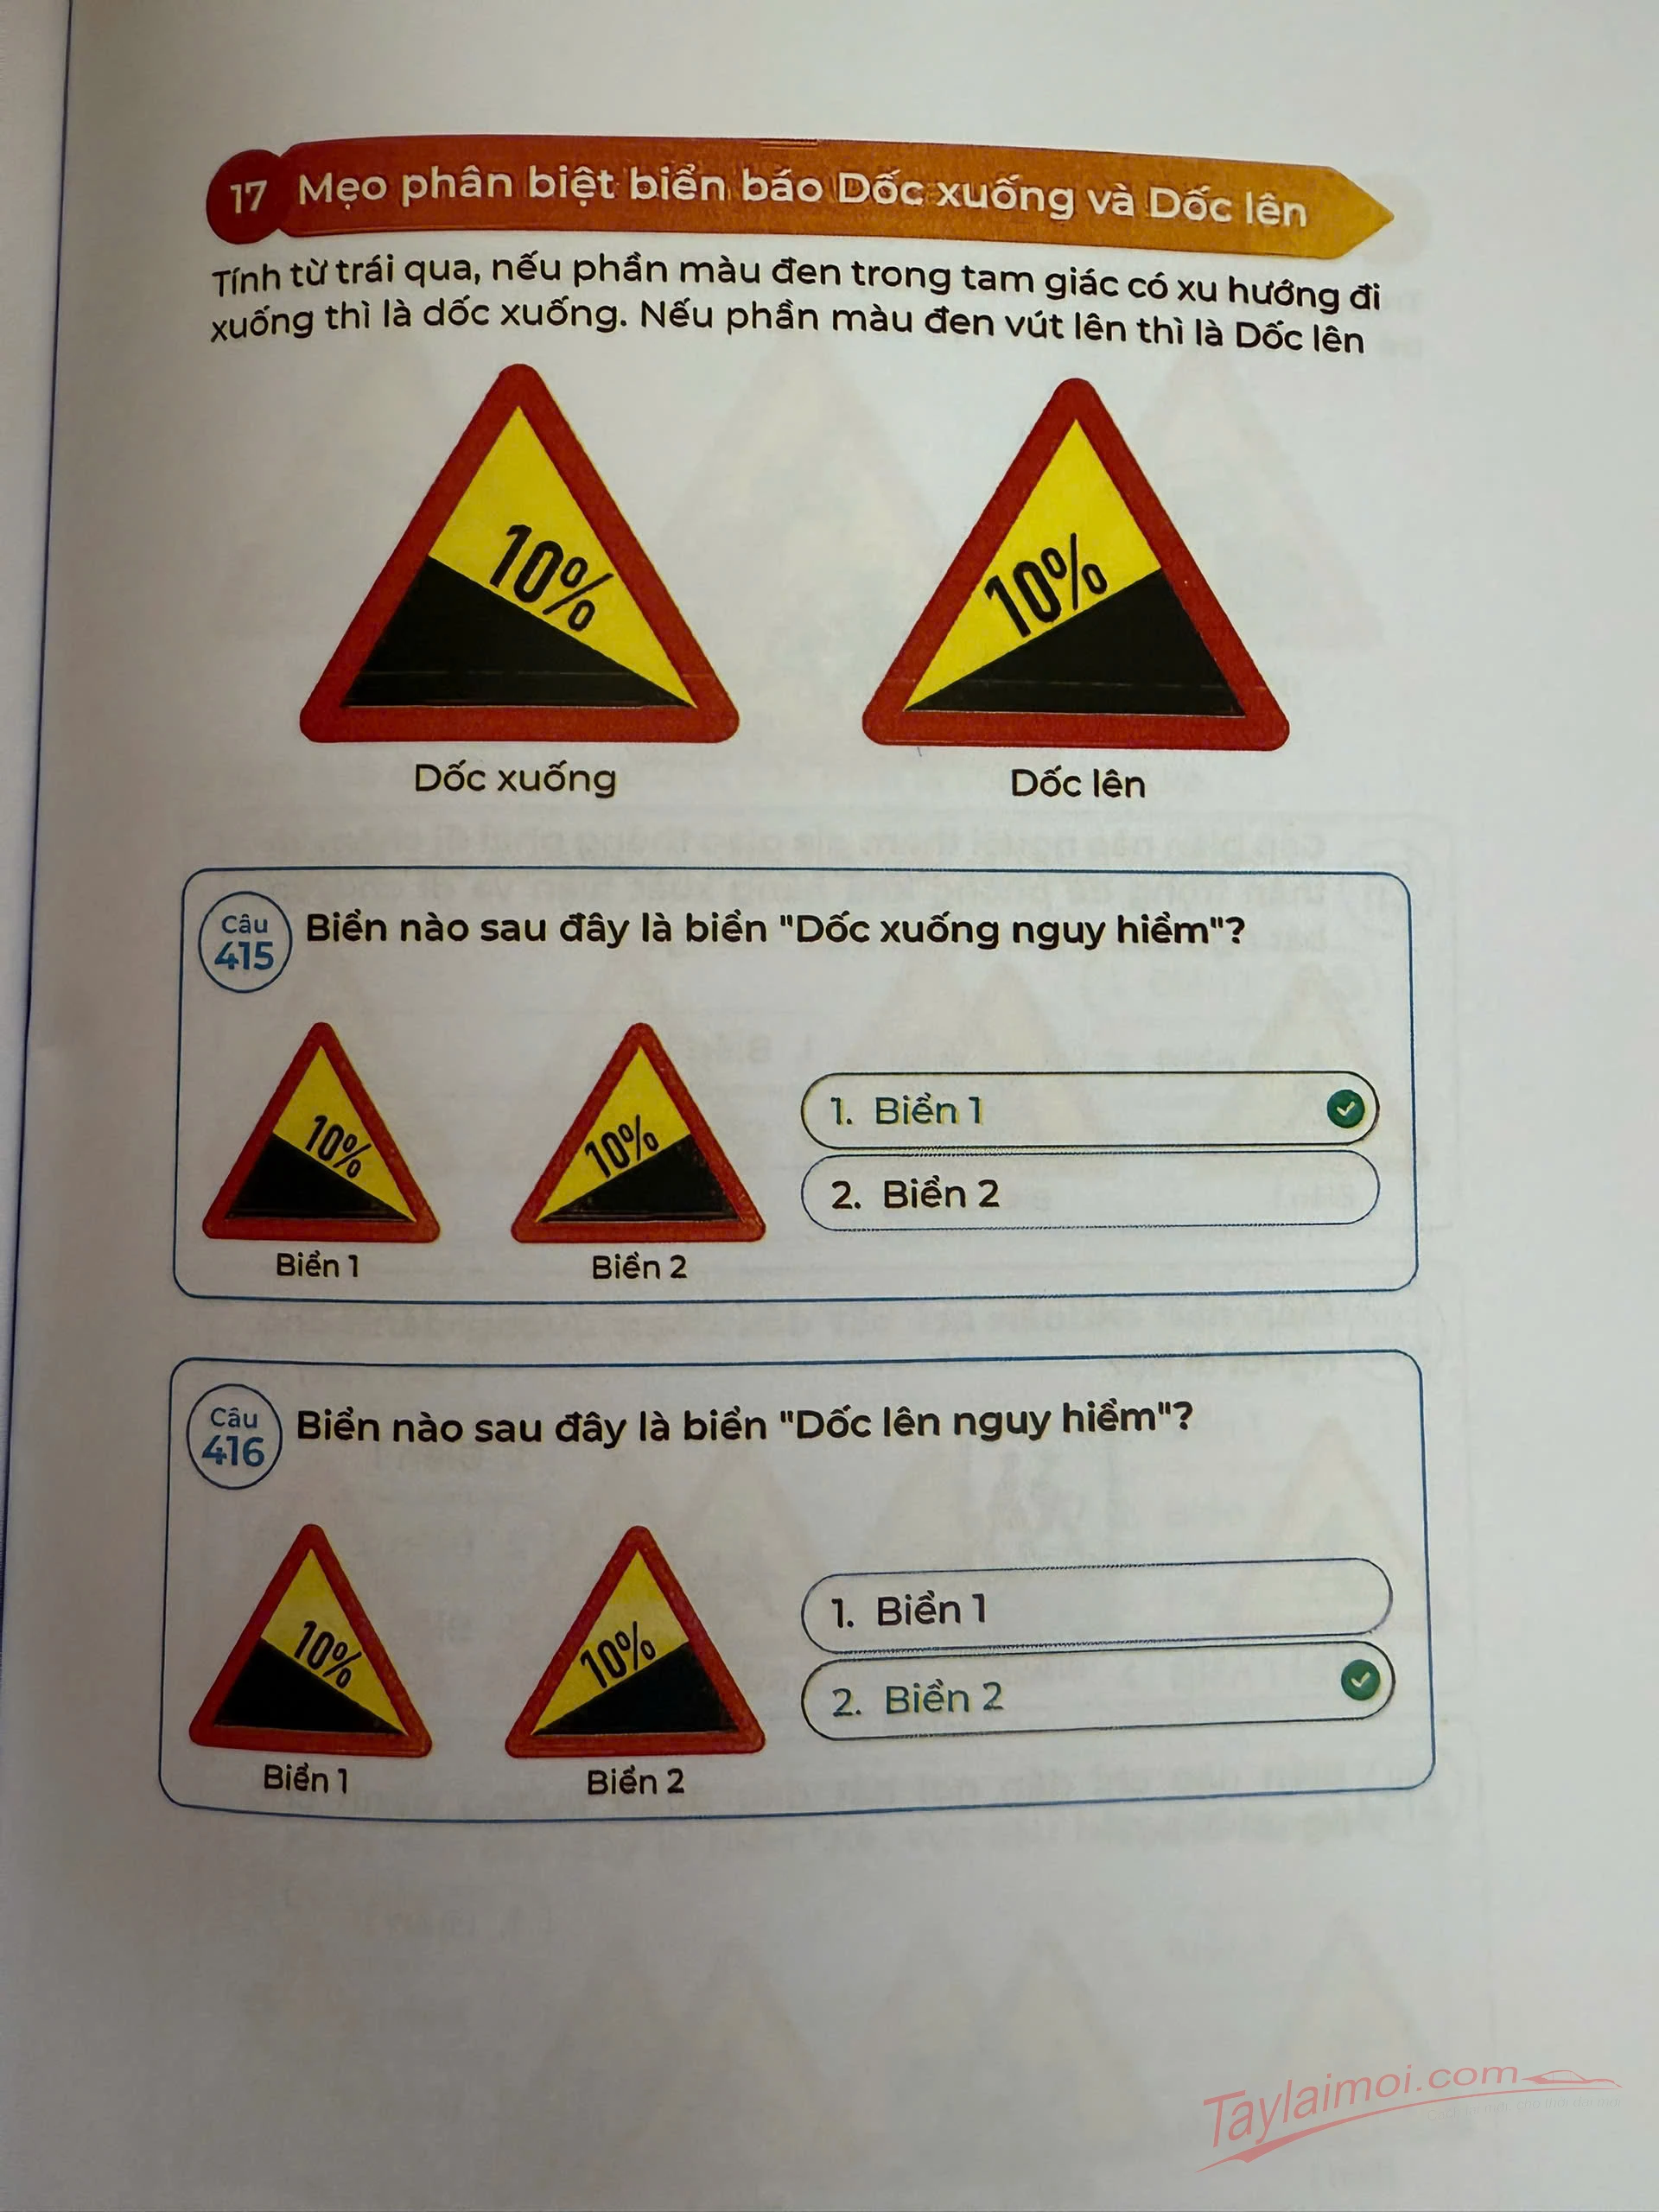 17 Mẹo phân biệt biển báo Dốc xuống và Dốc lên
Tính từ trái qua, nếu phần màu đen trong tam giác có xu hướng đi
xuống thì là dốc xuống. Nếu phần màu đen vút lên thì là Dốc lên
10%
10%
Dốc xuống
Dốc lên
Câu 415
Biển nào sau đây là biển "Dốc xuống nguy hiểm"?
10%
10%
1. Biển 1
2. Biển 2
Biển 1
Biển 2
Câu 416
Biển nào sau đây là biển "Dốc lên nguy hiểm"?
10%
10%
1. Biển 1
2. Biển 2
Biển 1
Biển 2
Taylaimoi.com